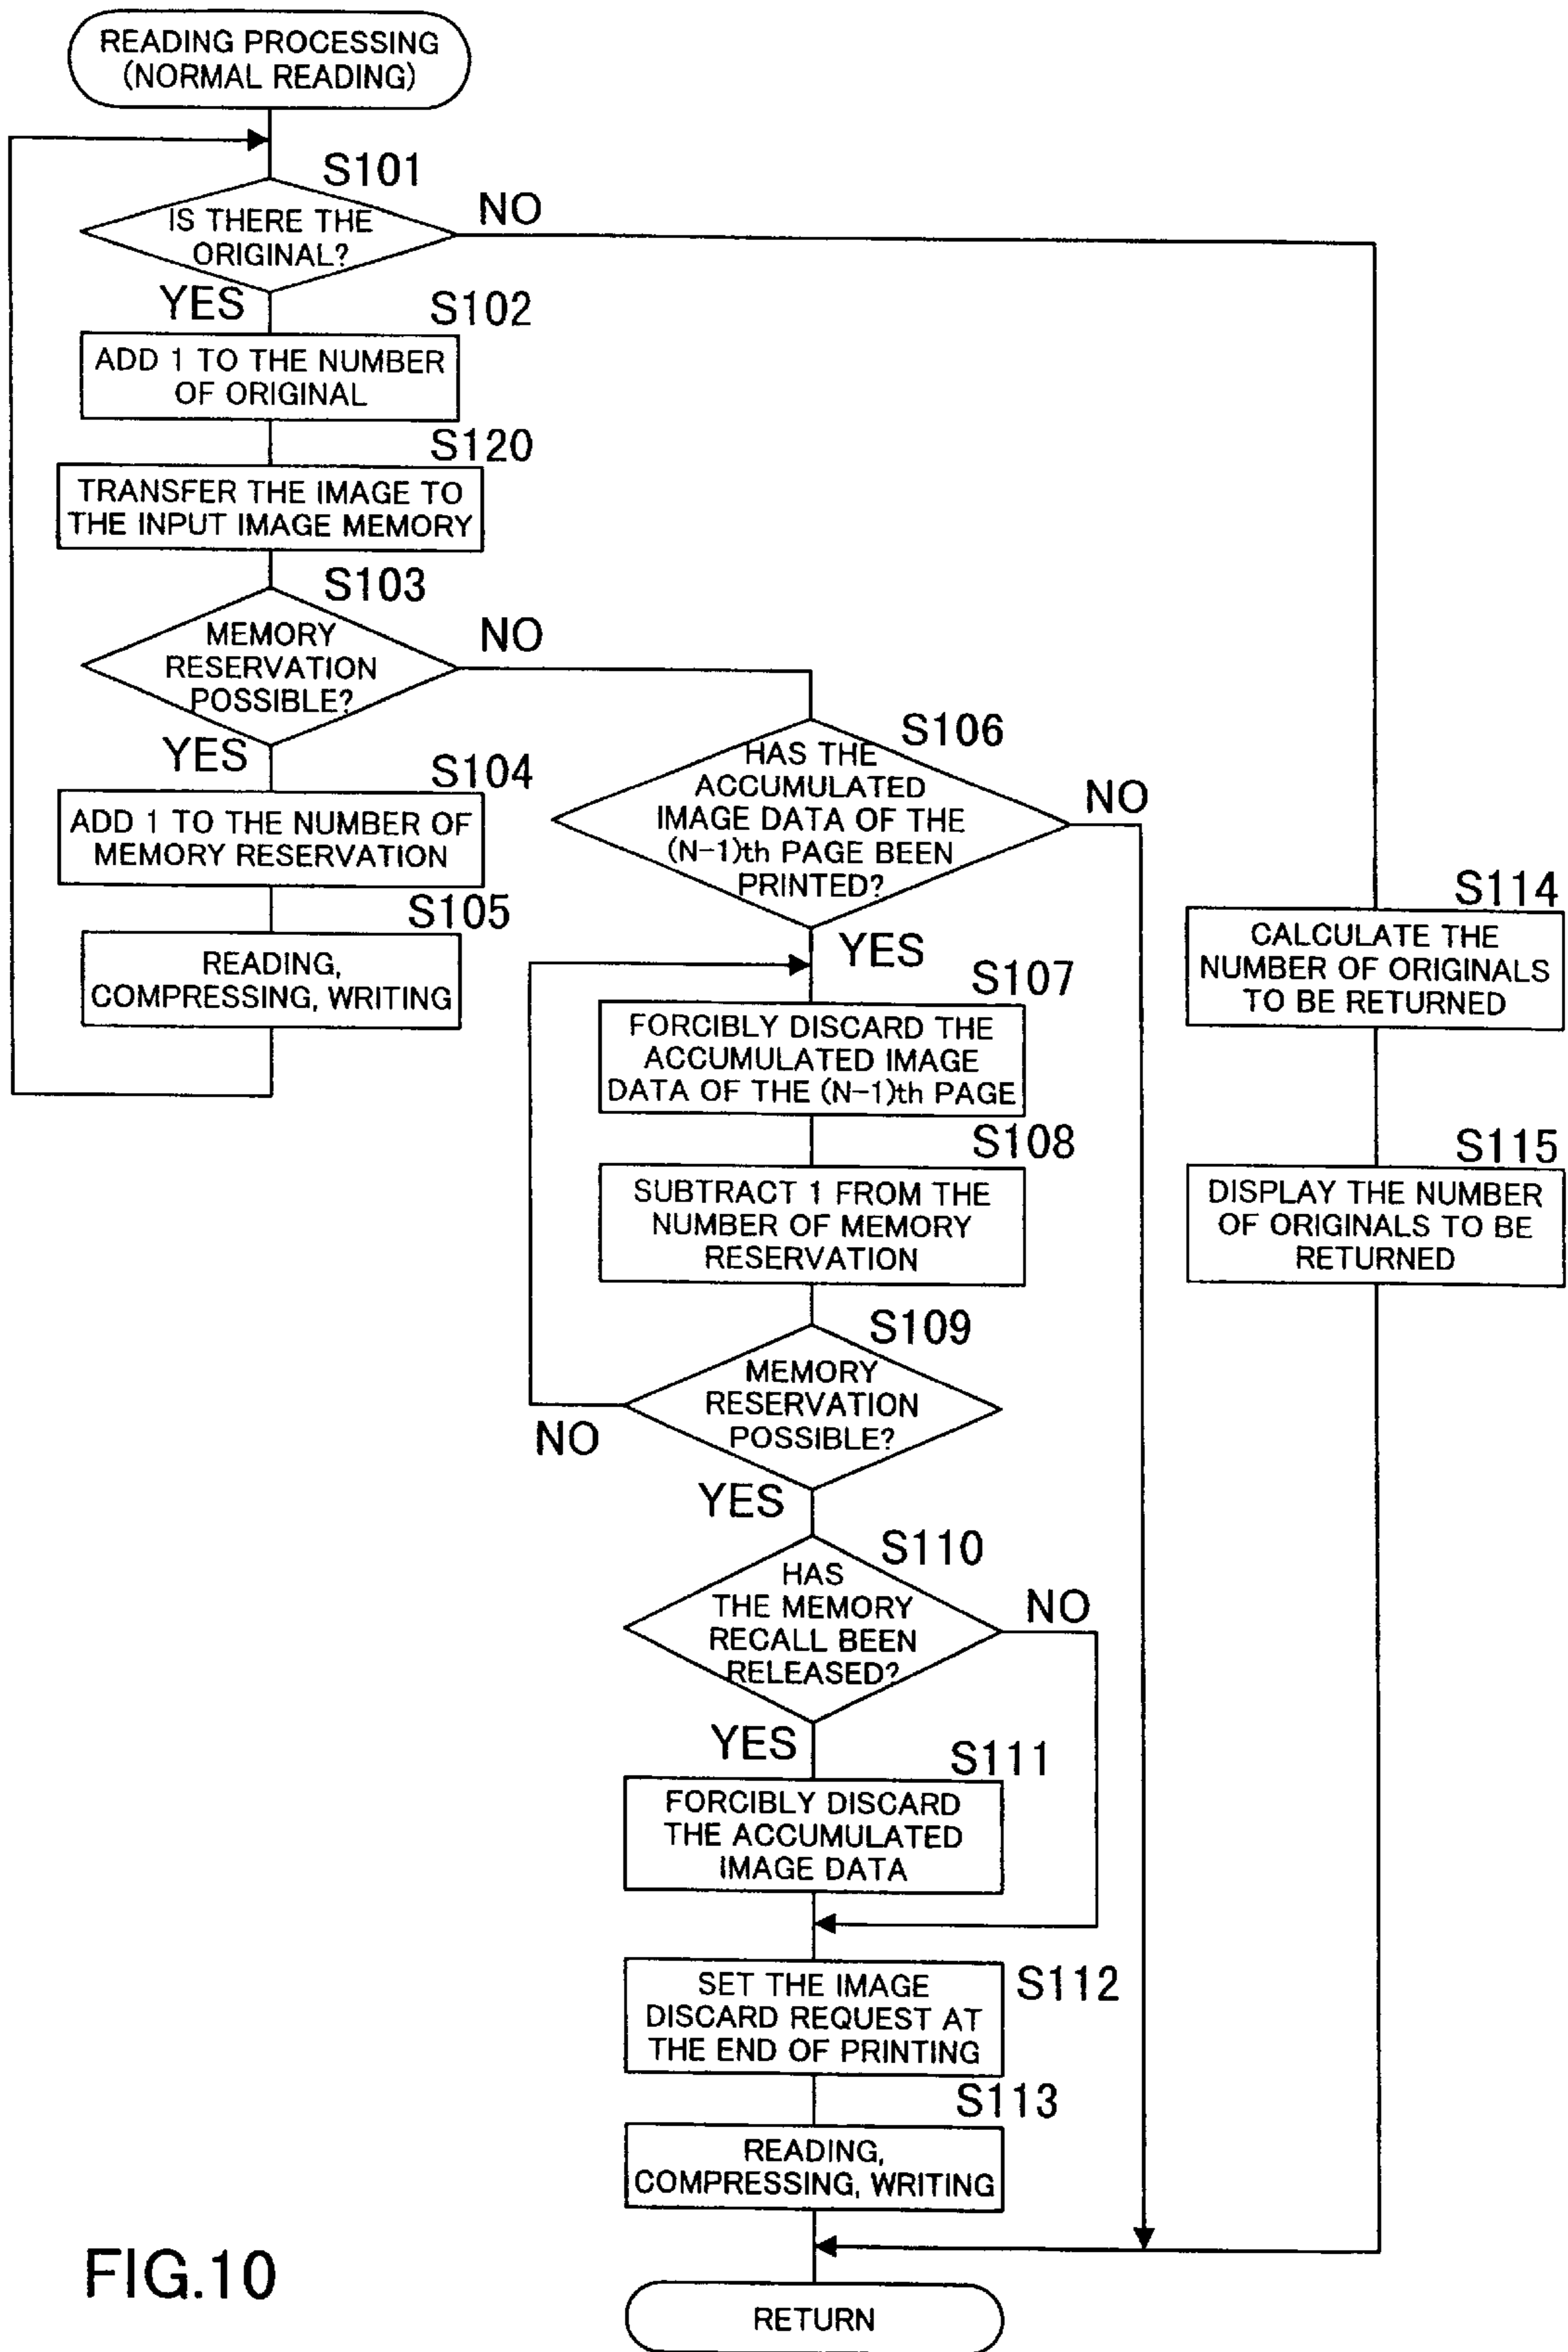 READING PROCESSING
(NORMAL READING)
S101
IS THERE THE
ORIGINAL?
NO
YES
S102
ADD 1 TO THE NUMBER
OF ORIGINAL
S120
TRANSFER THE IMAGE TO
THE INPUT IMAGE MEMORY
S103
MEMORY
RESERVATION
POSSIBLE?
NO
YES
S104
ADD 1 TO THE NUMBER OF
MEMORY RESERVATION
S105
READING,
COMPRESSING, WRITING
S106
HAS THE
ACCUMULATED
IMAGE DATA OF THE
(N-1)th PAGE BEEN
PRINTED?
NO
YES
S107
FORCIBLY DISCARD THE
ACCUMULATED IMAGE
DATA OF THE (N-1)th PAGE
S108
SUBTRACT 1 FROM THE
NUMBER OF MEMORY
RESERVATION
S109
MEMORY
RESERVATION
POSSIBLE?
NO
YES
S110
HAS
THE MEMORY
RECALL BEEN
RELEASED?
NO
YES
S111
FORCIBLY DISCARD
THE ACCUMULATED
IMAGE DATA
S112
SET THE IMAGE
DISCARD REQUEST AT
THE END OF PRINTING
S113
READING,
COMPRESSING, WRITING
S114
CALCULATE THE
NUMBER OF ORIGINALS
TO BE RETURNED
S115
DISPLAY THE NUMBER
OF ORIGINALS TO BE
RETURNED
RETURN
FIG.10